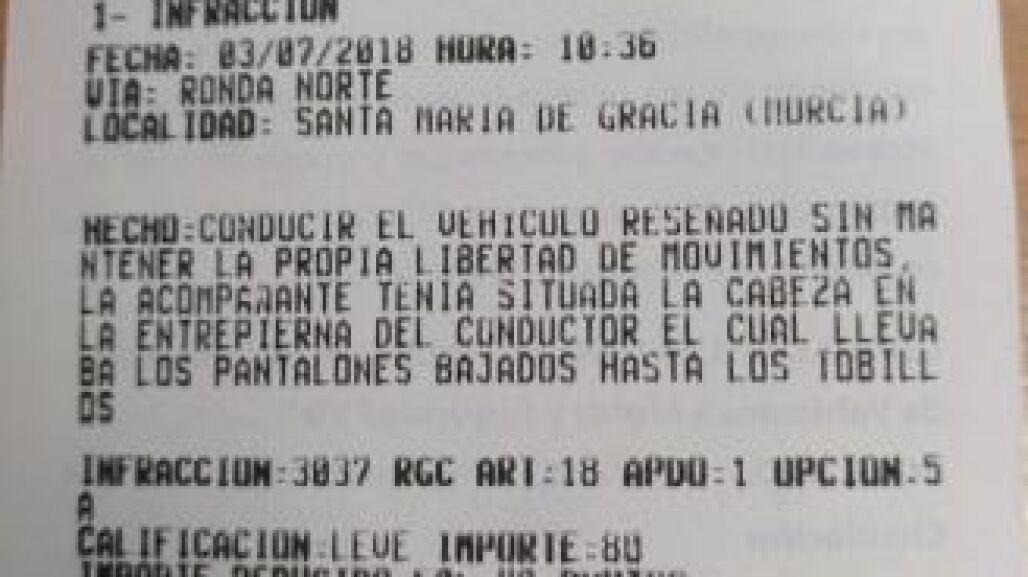 1- INFRACCION
FECHA: 03/07/2018 HORA: 10:36
VIA: RONDA NORTE
LOCALIDAD: SANTA MARIA DE GRACIA (MURCIA)
HECHO:CONDUCIR EL VEHICULO RESEÑADO SIN MA
NTENER LA PROPIA LIBERTAD DE MOVIMIENTOS,
LA ACOMPAÑANTE TENIA SITUADA LA CABEZA EN
LA ENTREPIERNA DEL CONDUCTOR EL CUAL LLEVA
BA LOS PANTALONES BAJADOS HASTA LOS TOBILL
OS
INFRACCION:3037 RGC ART:18 APDO:1 OPCION:5
A
CALIFICACION:LEVE IMPORTE:80
IMPORTE REDUCIDO